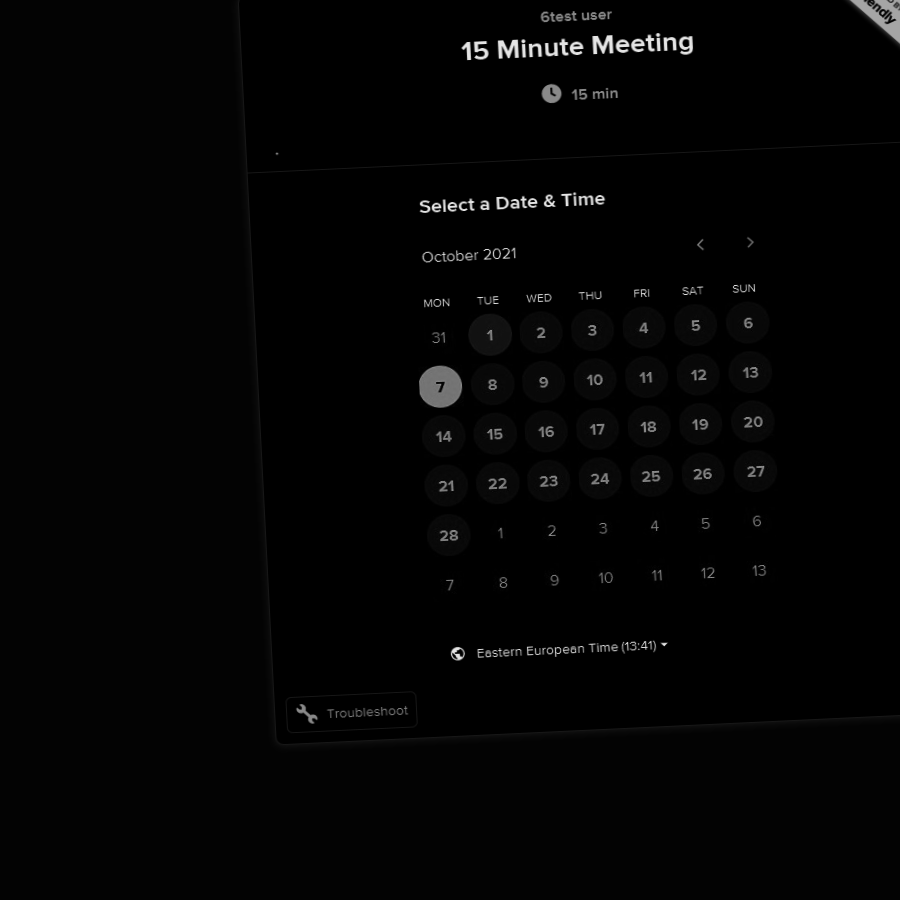 6test user
15 Minute Meeting
15 min
Select a Date & Time
October 2021
MON TUE WED THU FRI SAT SUN
31 1 2 3 4 5 6
7 8 9 10 11 12 13
14 15 16 17 18 19 20
21 22 23 24 25 26 27
28 1 2 3 4 5 6
7 8 9 10 11 12 13
Eastern European Time (13:41)
Troubleshoot